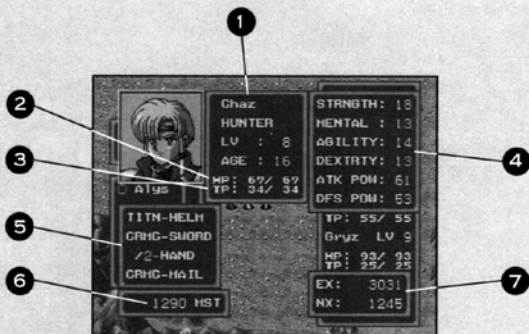 1
2
3
4
5
6
7
Chaz
HUNTER
LV : 8
AGE : 16
HP: 67/ 67
TP: 34/ 34
STRNGTH: 18
MENTAL : 13
AGILITY: 14
DEXTRTY: 13
ATK POW: 61
DFS POW: 53
Alys
TITN-HELM
CRMC-SWORD
/2-HAND
CRMC-MAIL
1290 MST
TP: 55/ 55
Gryz LV 9
HP: 93/ 93
TP: 25/ 25
EX: 3031
NX: 1245